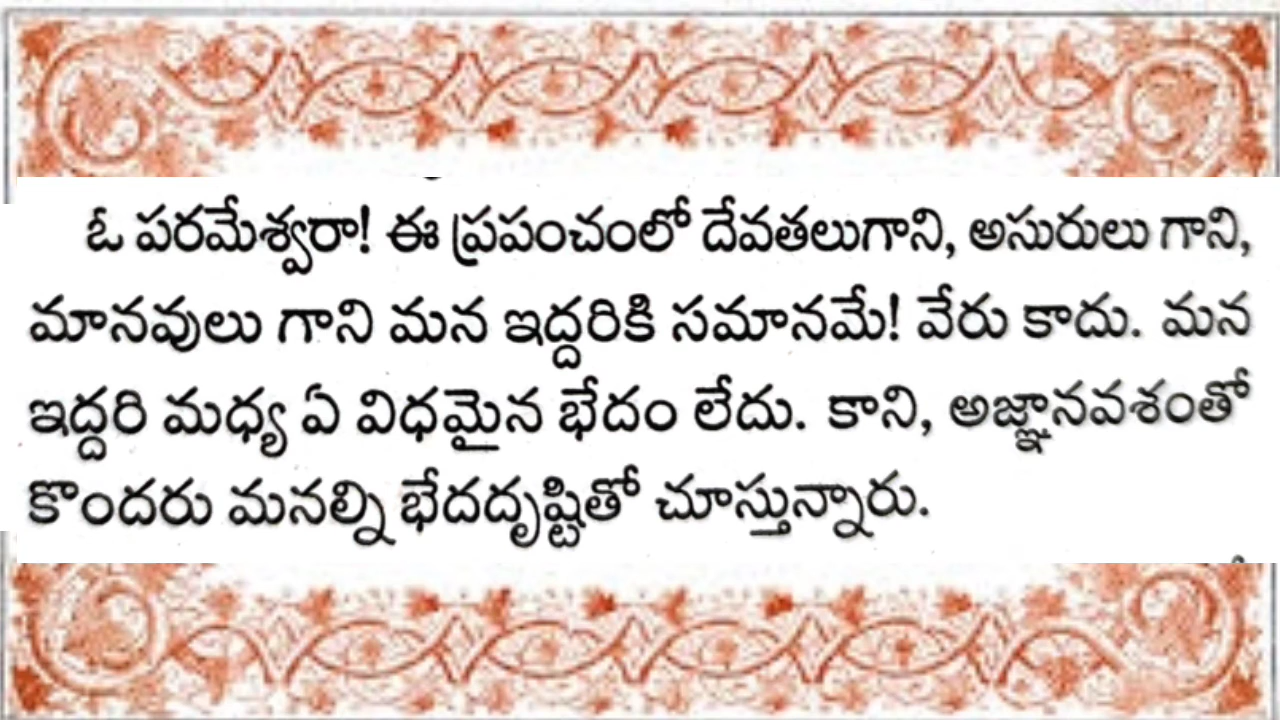 ఓ పరమేశ్వరా! ఈ ప్రపంచంలో దేవతలుగాని, అసురులు గాని,
మానవులు గాని మన ఇద్దరికి సమానమే! వేరు కాదు. మన
ఇద్దరి మధ్య ఏ విధమైన భేదం లేదు. కాని, అజ్ఞానవశంతో
కొందరు మనల్ని భేదదృష్టితో చూస్తున్నారు.